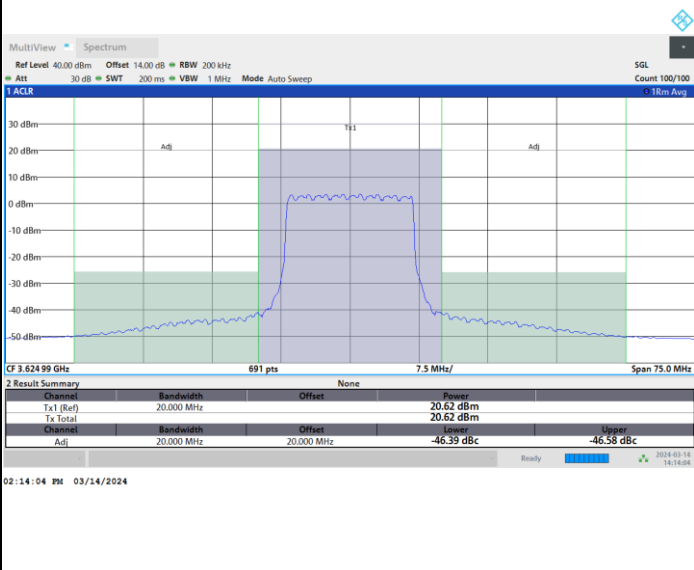 MultiView Spectrum
Ref Level 40.00 dBm Offset 14.00 dB RBW 200 kHz SGL
Att 30 dB SWT 200 ms VBW 1 MHz Mode Auto Sweep Count 100/100
1 ACLR 1Rm Avg
Tx1
30 dBm
Adj Adj
20 dBm
10 dBm
0 dBm
-10 dBm
-20 dBm
-30 dBm
-40 dBm
-50 dBm
CF 3.624 99 GHz 691 pts 7.5 MHz/ Span 75.0 MHz
2 Result Summary None
Channel Bandwidth Offset Power
Tx1 (Ref) 20.000 MHz 20.62 dBm
Tx Total 20.62 dBm
Channel Bandwidth Offset Lower Upper
Adj 20.000 MHz 20.000 MHz -46.39 dBc -46.58 dBc
Ready 2024-03-14
14:14:04
02:14:04 PM 03/14/2024